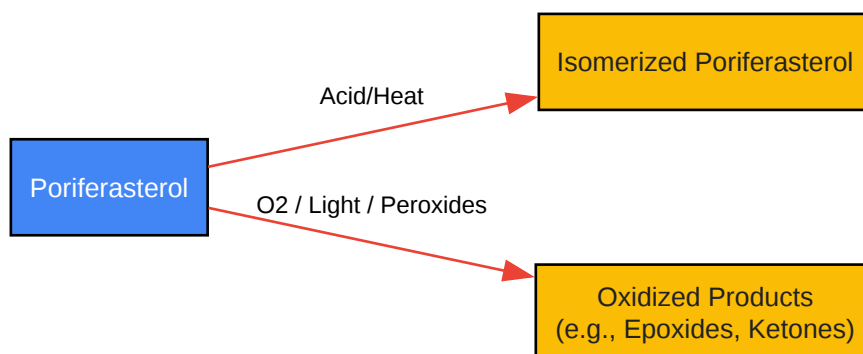 Isomerized Poriferasterol
Acid/Heat
Poriferasterol
O2 / Light / Peroxides
Oxidized Products
(e.g., Epoxides, Ketones)